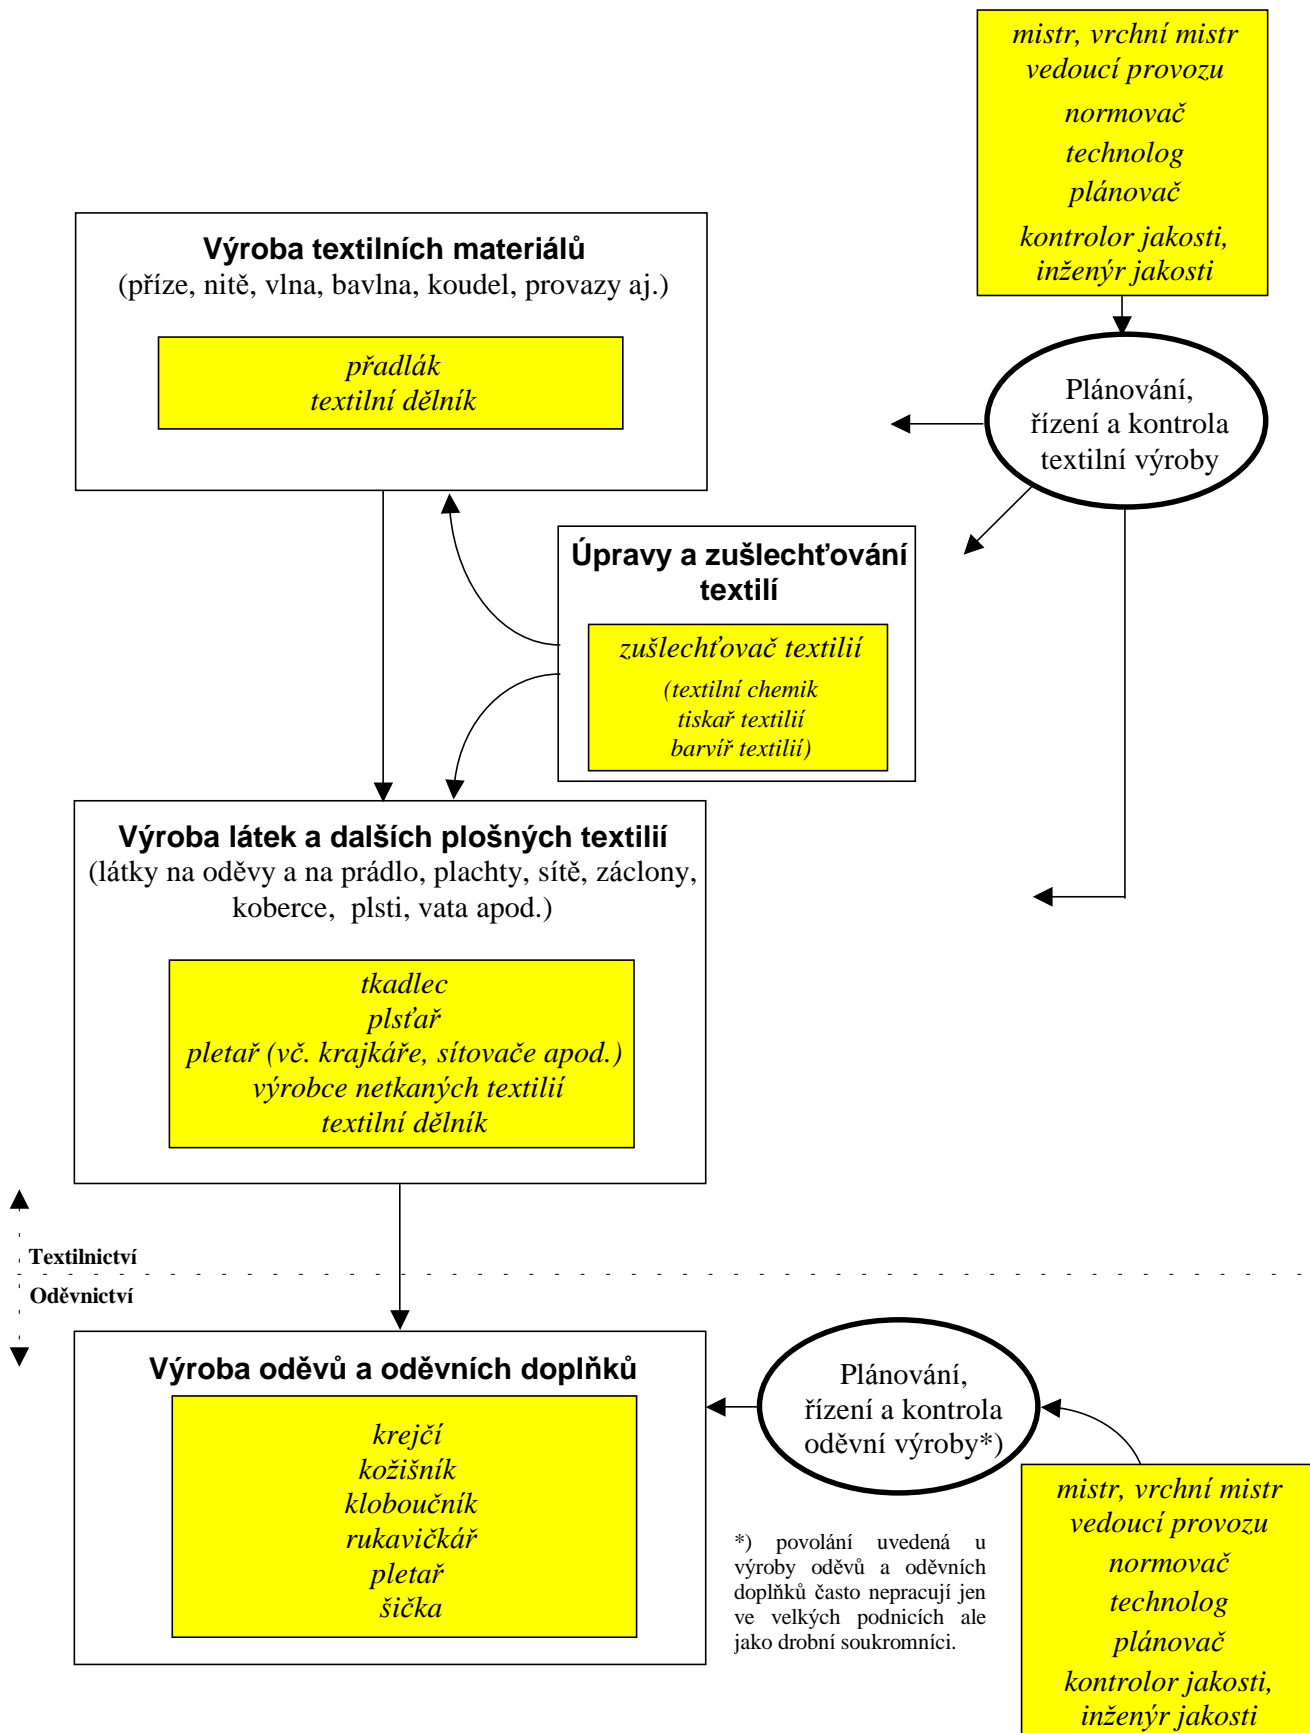 mistr, vrchní mistr
vedoucí provozu
normovač
technolog
plánovač
kontrolor jakosti,
inženýr jakosti
Výroba textilních materiálů
(příze, nitě, vlna, bavlna, koudel, provazy aj.)
přadlák
textilní dělník
Plánování,
řízení a kontrola
textilní výroby
Úpravy a zušlechťování
textilí
zušlechťovač textilií
(textilní chemik
tiskař textilií
barvíř textilií)
Výroba látek a dalších plošných textilií
(látky na oděvy a na prádlo, plachty, sítě, záclony,
koberce, plsti, vata apod.)
tkadlec
plsťař
pletař (vč. krajkáře, sítovače apod.)
výrobce netkaných textilií
textilní dělník
Textilnictví
Oděvnictví
Výroba oděvů a oděvních doplňků
krejčí
kožišník
kloboučník
rukavičkář
pletař
šička
Plánování,
řízení a kontrola
oděvní výroby*)
*) povolání uvedená u
výroby oděvů a oděvních
doplňků často nepracují jen
ve velkých podnicích ale
jako drobní soukromníci.
mistr, vrchní mistr
vedoucí provozu
normovač
technolog
plánovač
kontrolor jakosti,
inženýr jakosti